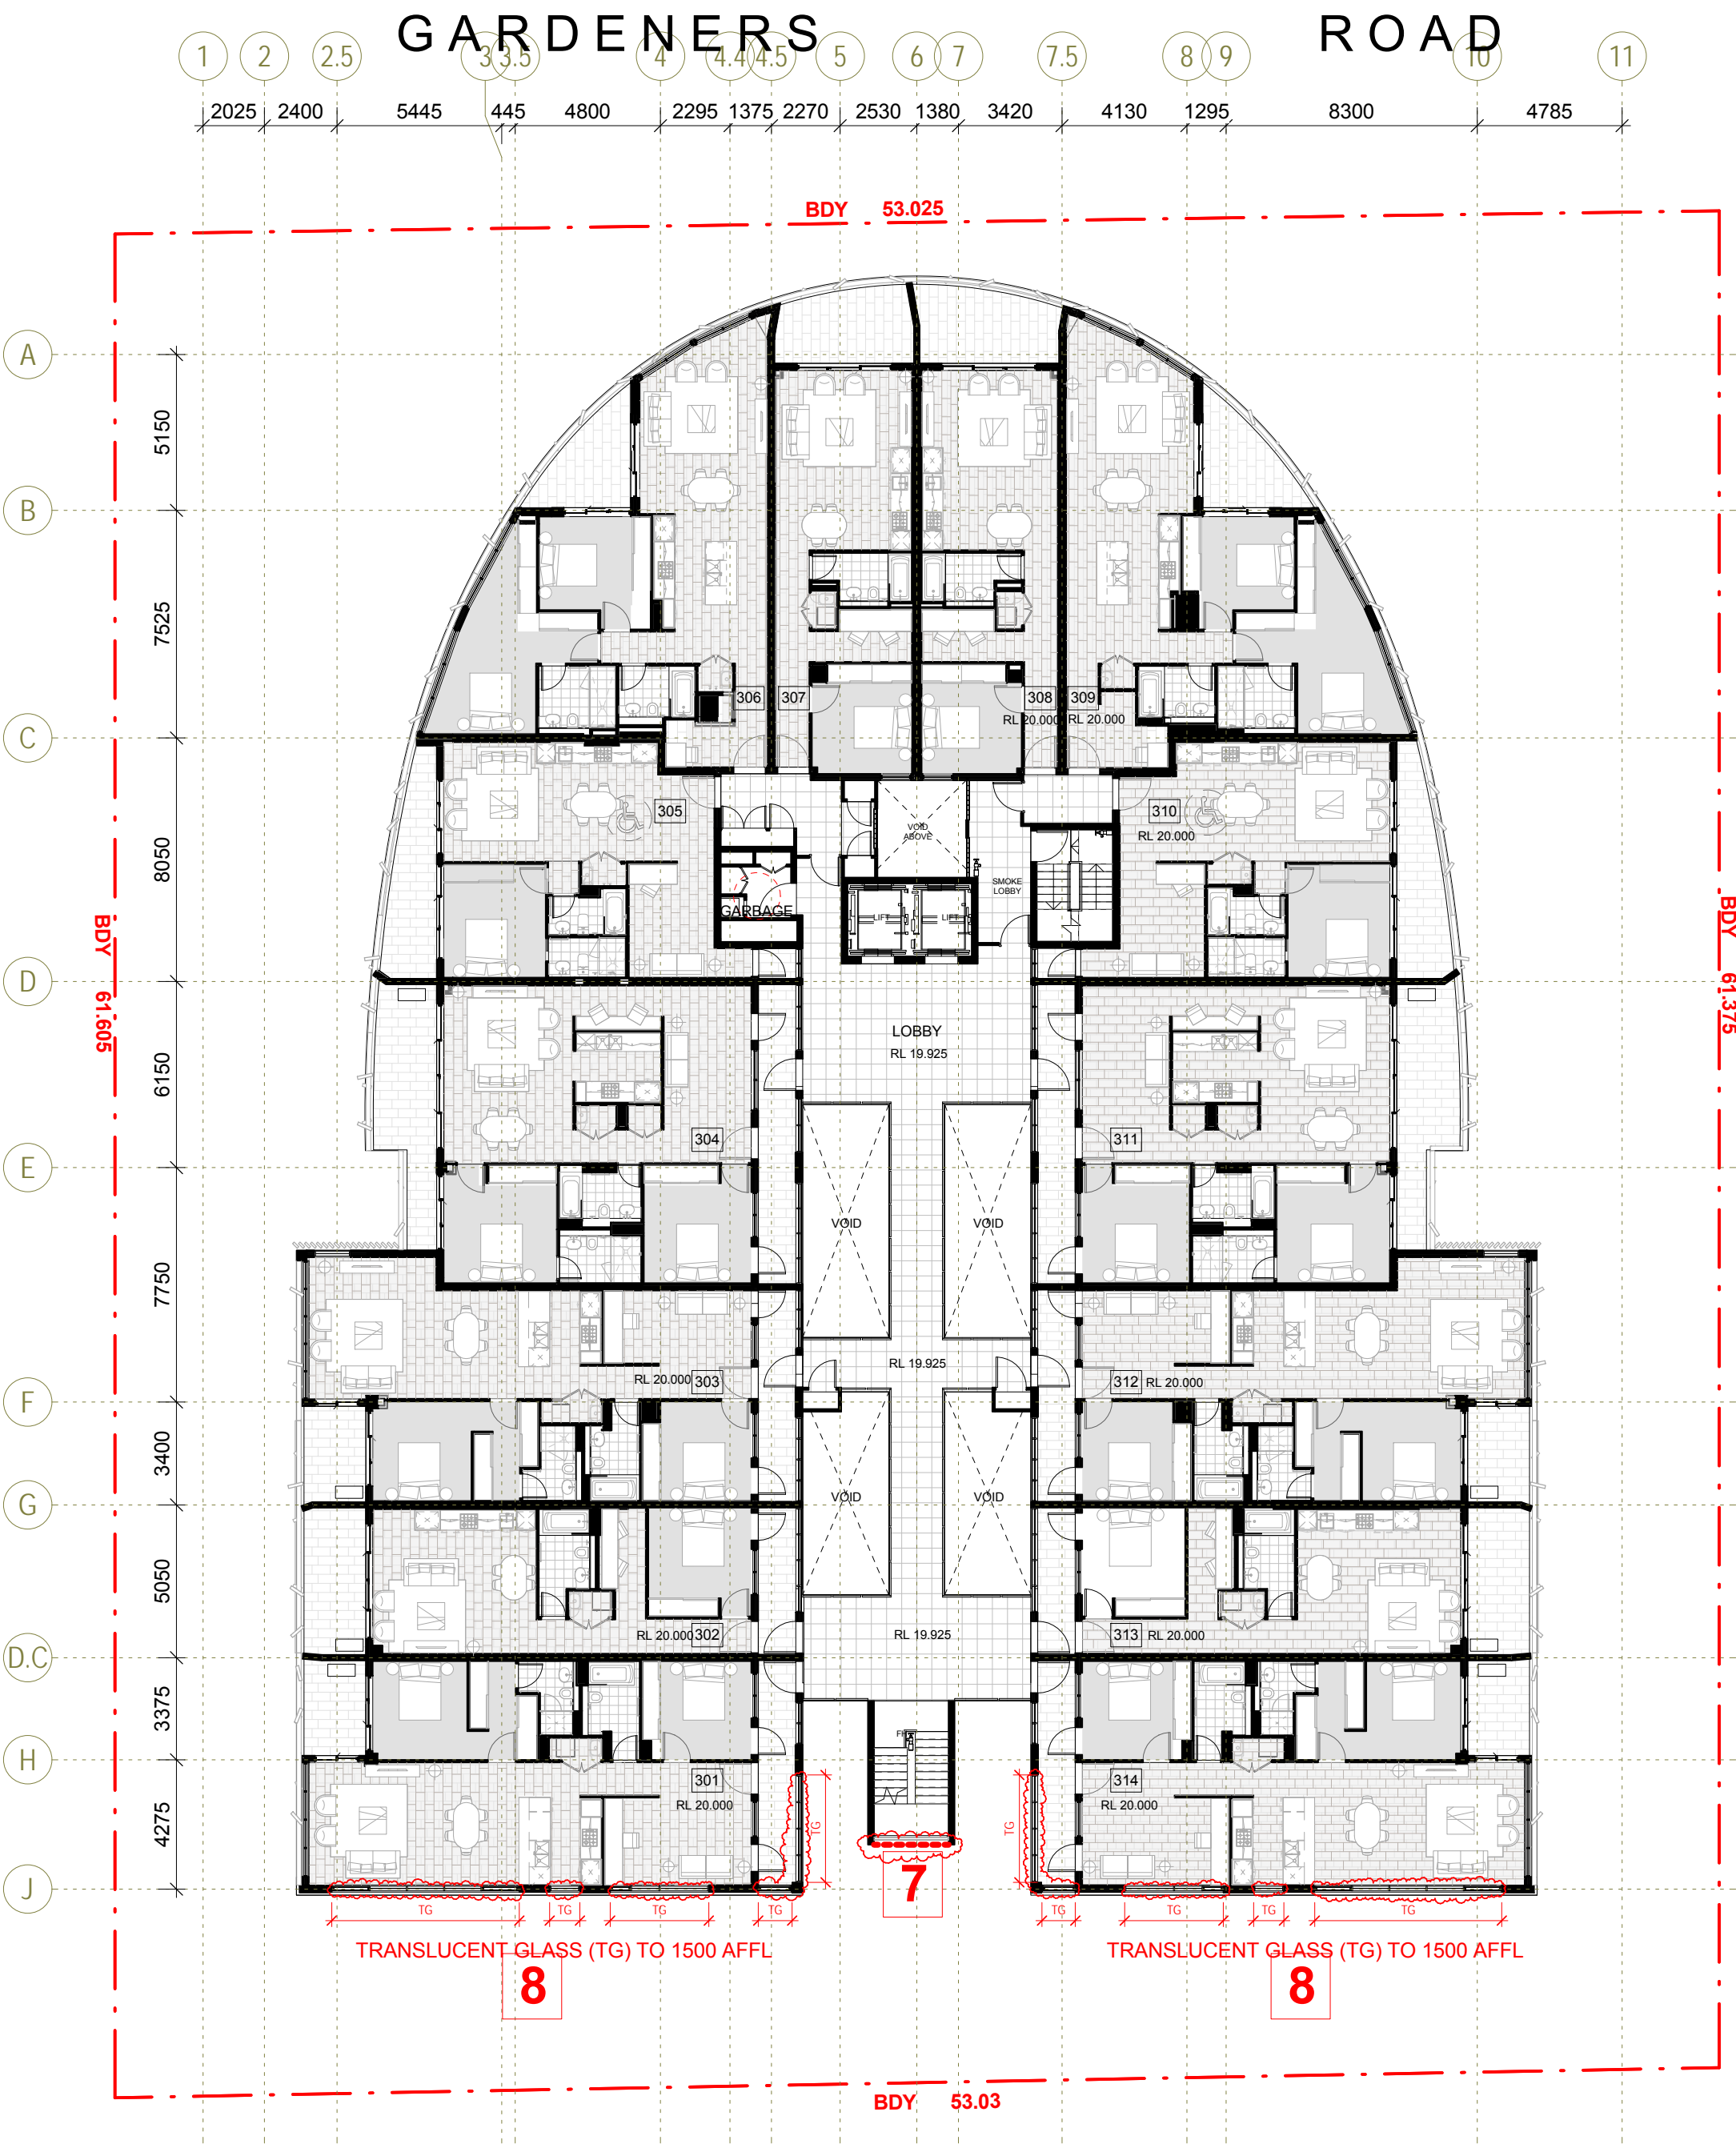 GARDENERS ROAD
1 2 2.5 3 3.5 4 4.4 4.5 5 6 7 7.5 8 9 10 11
2025 2400 5445 445 4800 2295 1375 2270 2530 1380 3420 4130 1295 8300 4785
BDY 53.025
A
5150
B
7525
306 307 308 309
RL 20.000 RL 20.000
C
305 310
RL 20.000
VOID
ABOVE
8050
SMOKE
LOBBY
GARBAGE
LIFT LIFT
BDY 61.605
BDY 61.375
D
LOBBY
RL 19.925
6150
304 311
E
VOID VOID
7750
RL 19.925
RL 20.000 303 312 RL 20.000
F
3400
VOID VOID
G
5050
RL 20.000 302 RL 19.925 313 RL 20.000
D.C
3375
H
301 314
RL 20.000 RL 20.000
4275
TG TG
7
J
TG TG TG TG TG TG TG TG
TRANSLUCENT GLASS (TG) TO 1500 AFFL TRANSLUCENT GLASS (TG) TO 1500 AFFL
8 8
BDY 53.03